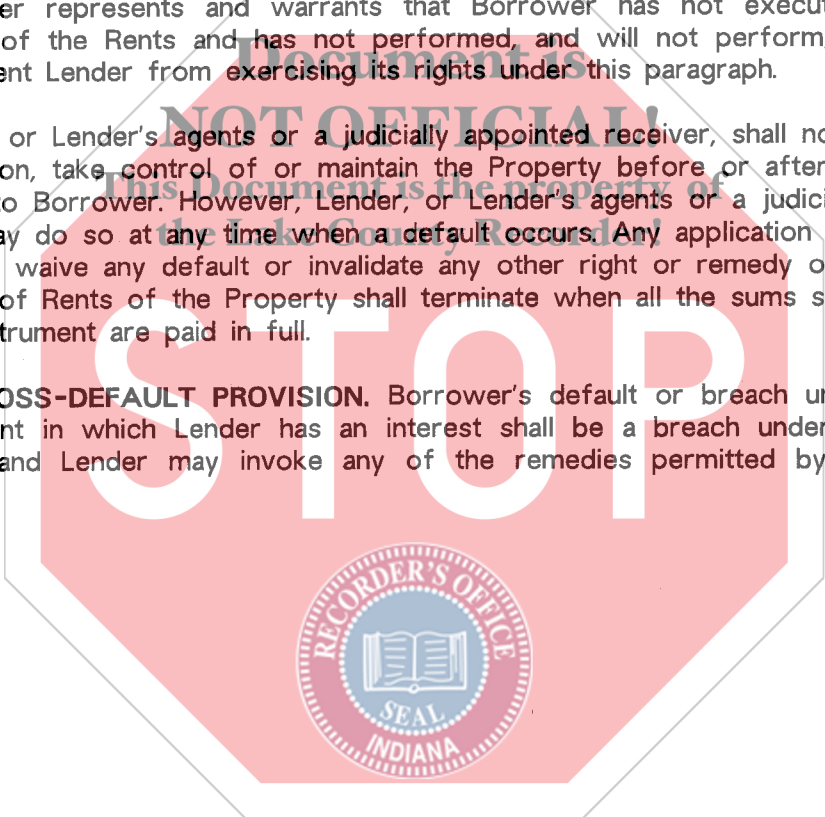 er represents and warrants that Borrower has not execut
of the Rents and has not performed, and will not perform
ent Lender from exercising its rights under this paragraph.
or Lender's agents or a judicially appointed receiver, shall no
on, take control of or maintain the Property before or after
to Borrower. However, Lender, or Lender's agents or a judici
ay do so at any time when a default occurs. Any application
waive any default or invalidate any other right or remedy o
of Rents of the Property shall terminate when all the sums s
trument are paid in full.
OSS-DEFAULT PROVISION. Borrower's default or breach un
nt in which Lender has an interest shall be a breach under
and Lender may invoke any of the remedies permitted by
Document is
NOT OFFICIAL!
This Document is the property of
the Lake County Recorder!
STOP
RECORDER'S OFFICE
SEAL
INDIANA